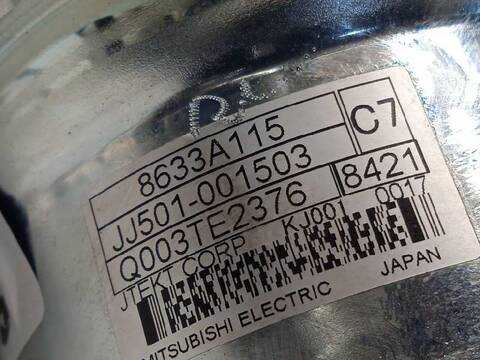 8633A115 C7
JJ501-001503
Q003TE2376 8421
JTEKT CORP KJ001 0017
MITSUBISHI ELECTRIC JAPAN